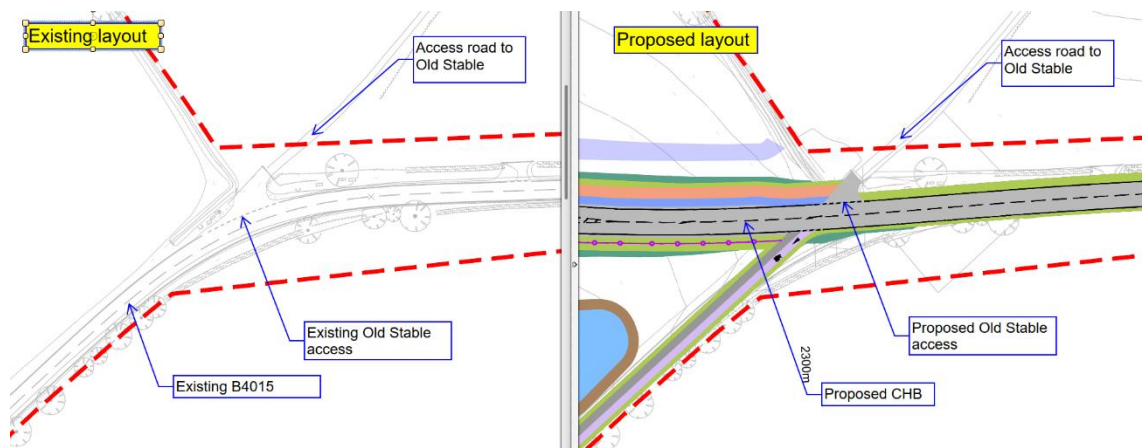 Existing layout
Access road to
Old Stable
Existing Old Stable
access
Existing B4015
Proposed layout
Access road to
Old Stable
Proposed Old Stable
access
2300m
Proposed CHB